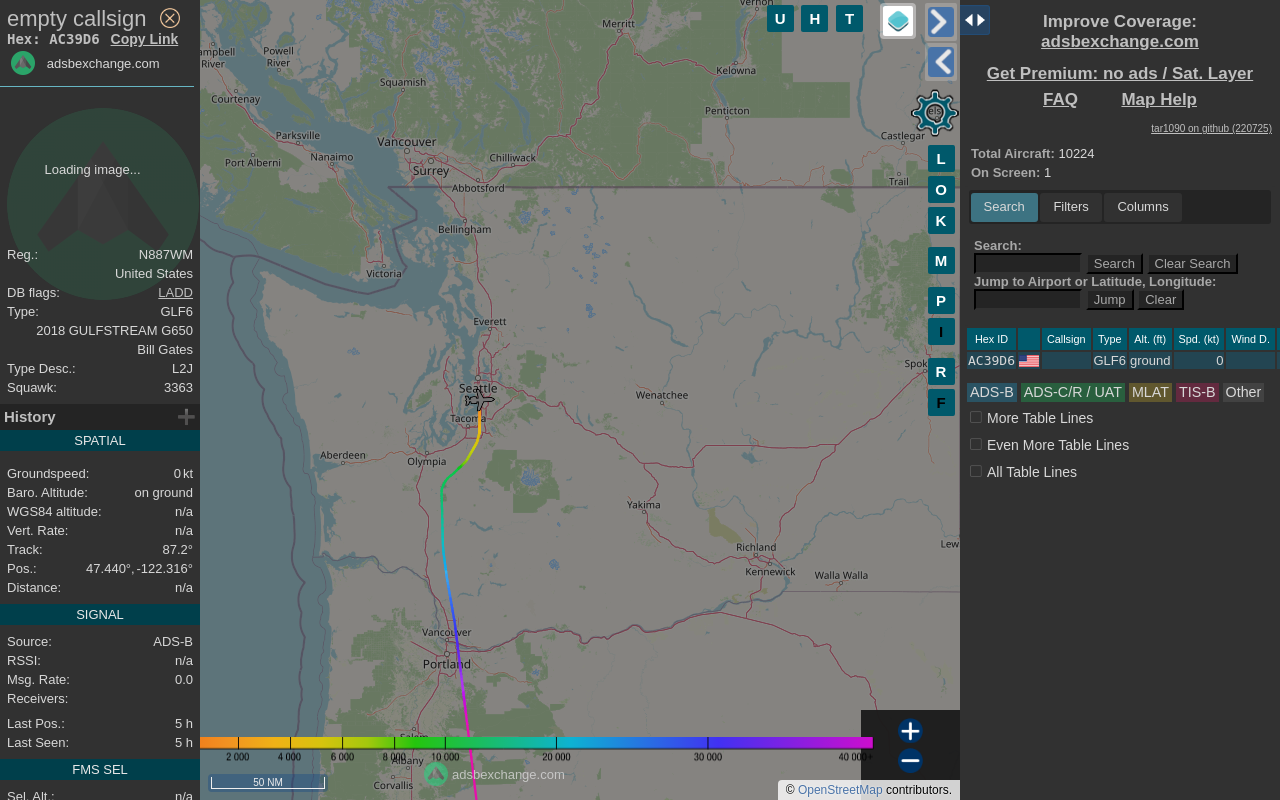 empty callsign
Hex: AC39D6 Copy Link
adsbexchange.com
Loading image...
Reg.: N887WM
United States
DB flags: LADD
Type: GLF6
2018 GULFSTREAM G650
Bill Gates
Type Desc.: L2J
Squawk: 3363
History
SPATIAL
Groundspeed: 0 kt
Baro. Altitude: on ground
WGS84 altitude: n/a
Vert. Rate: n/a
Track: 87.2°
Pos.: 47.440°, -122.316°
Distance: n/a
SIGNAL
Source: ADS-B
RSSI: n/a
Msg. Rate: 0.0
Receivers:
Last Pos.: 5 h
Last Seen: 5 h
FMS SEL
Sel. Alt.: n/a
Merritt
Vernon
U H T
Campbell River
Powell River
Squamish
Kelowna
Courtenay
Penticton
Parksville
Vancouver
Castlegar
Nanaimo
Port Alberni
Surrey
Chilliwack
Abbotsford
Trail
Bellingham
Victoria
Everett
Seattle
Spok
Wenatchee
Tacoma
Aberdeen
Olympia
Yakima
Richland
Lew
Kennewick
Walla Walla
Vancouver
Portland
Salem
Albany
Corvallis
L
O
K
M
P
I
R
F
2 000 4 000 6 000 8 000 10 000 20 000 30 000 40 000+
50 NM
adsbexchange.com
© OpenStreetMap contributors.
Improve Coverage:
adsbexchange.com
Get Premium: no ads / Sat. Layer
FAQ Map Help
tar1090 on github (220725)
Total Aircraft: 10224
On Screen: 1
Search Filters Columns
Search:
Search Clear Search
Jump to Airport or Latitude, Longitude:
Jump Clear
Hex ID Callsign Type Alt. (ft) Spd. (kt) Wind D.
AC39D6 GLF6 ground 0
ADS-B ADS-C/R / UAT MLAT TIS-B Other
More Table Lines
Even More Table Lines
All Table Lines